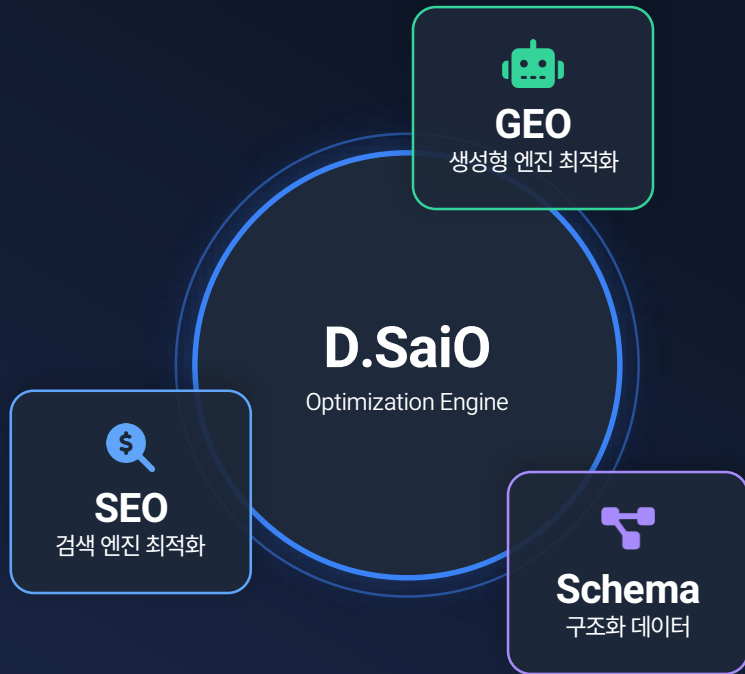 GEO
생성형 엔진 최적화
D.SaiO
Optimization Engine
$
SEO
검색 엔진 최적화
Schema
구조화 데이터